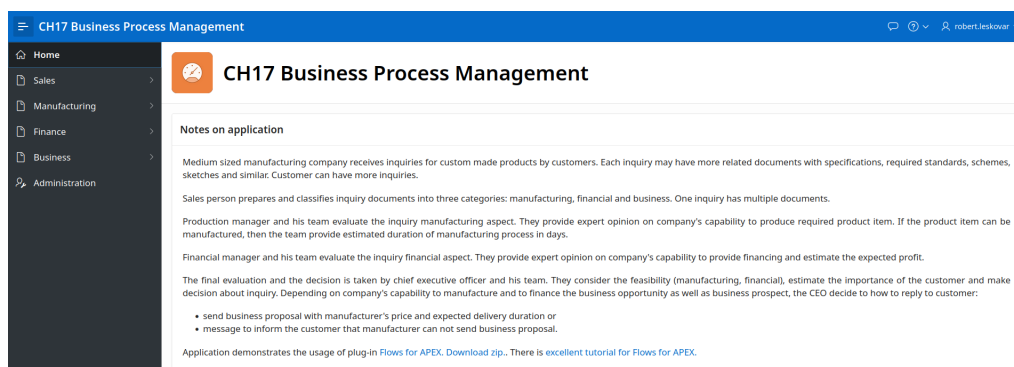 CH17 Business Process Management
robert.leskovar
Home
Sales
Manufacturing
Finance
Business
Administration
CH17 Business Process Management
Notes on application
Medium sized manufacturing company receives inquiries for custom made products by customers. Each inquiry may have more related documents with specifications, required standards, schemes,
sketches and similar. Customer can have more inquiries.
Sales person prepares and classifies inquiry documents into three categories: manufacturing, financial and business. One inquiry has multiple documents.
Production manager and his team evaluate the inquiry manufacturing aspect. They provide expert opinion on company's capability to produce required product item. If the product item can be
manufactured, then the team provide estimated duration of manufacturing process in days.
Financial manager and his team evaluate the inquiry financial aspect. They provide expert opinion on company's capability to provide financing and estimate the expected profit.
The final evaluation and the decision is taken by chief executive officer and his team. They consider the feasibility (manufacturing, financial), estimate the importance of the customer and make
decision about inquiry. Depending on company's capability to manufacture and to finance the business opportunity as well as business prospect, the CEO decide to how to reply to customer:
• send business proposal with manufacturer's price and expected delivery duration or
• message to inform the customer that manufacturer can not send business proposal.
Application demonstrates the usage of plug-in Flows for APEX. Download zip.. There is excellent tutorial for Flows for APEX.